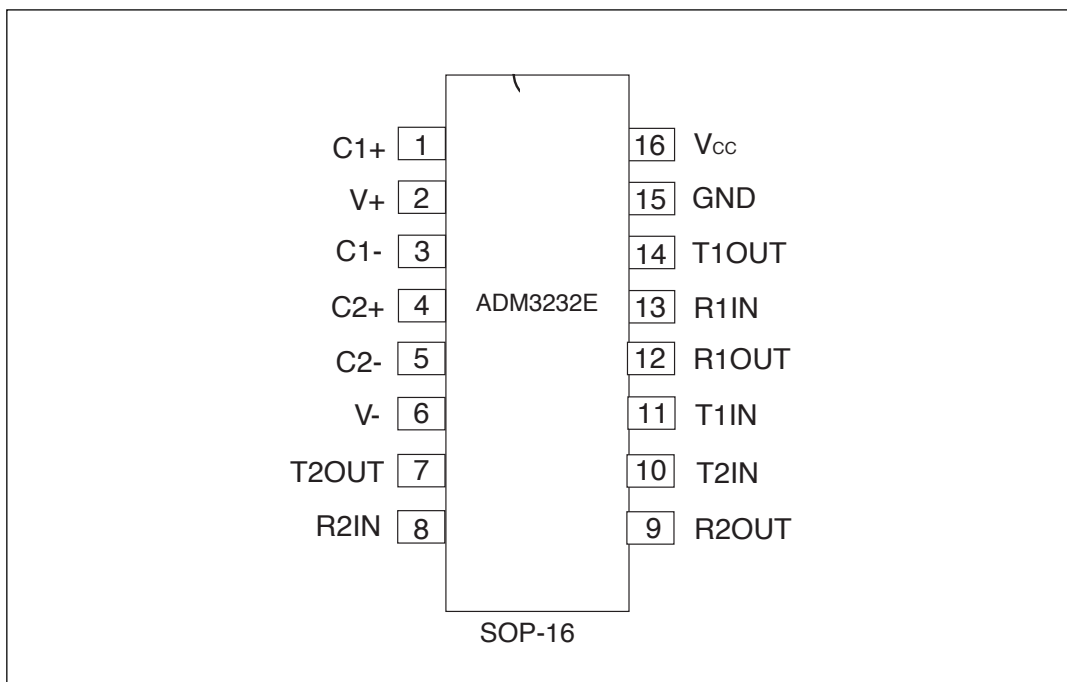 C1+ 1 16 VCC
V+ 2 15 GND
C1- 3 14 T1OUT
C2+ 4 ADM3232E 13 R1IN
C2- 5 12 R1OUT
V- 6 11 T1IN
T2OUT 7 10 T2IN
R2IN 8 9 R2OUT
SOP-16